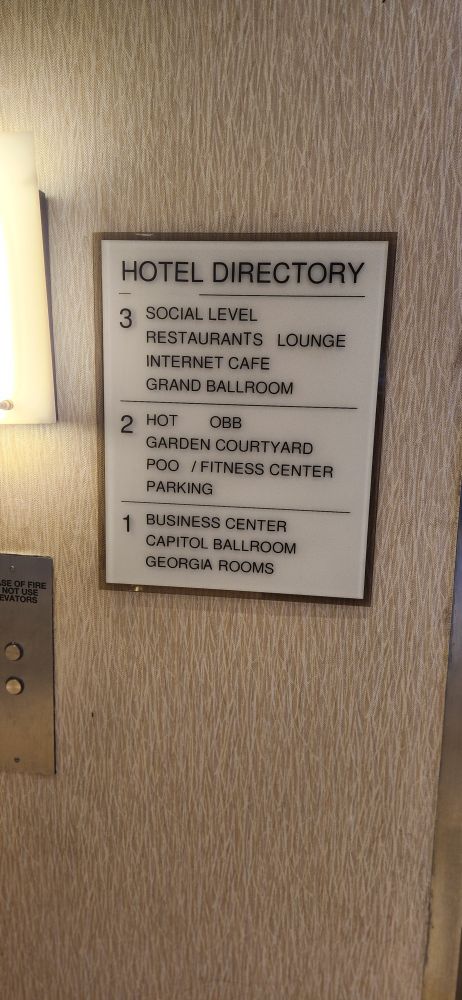 HOTEL DIRECTORY
3 SOCIAL LEVEL
RESTAURANTS LOUNGE
INTERNET CAFE
GRAND BALLROOM
2 HOT OBB
GARDEN COURTYARD
POO / FITNESS CENTER
PARKING
1 BUSINESS CENTER
CAPITOL BALLROOM
GEORGIA ROOMS
ASE OF FIRE
NOT USE
EVATORS